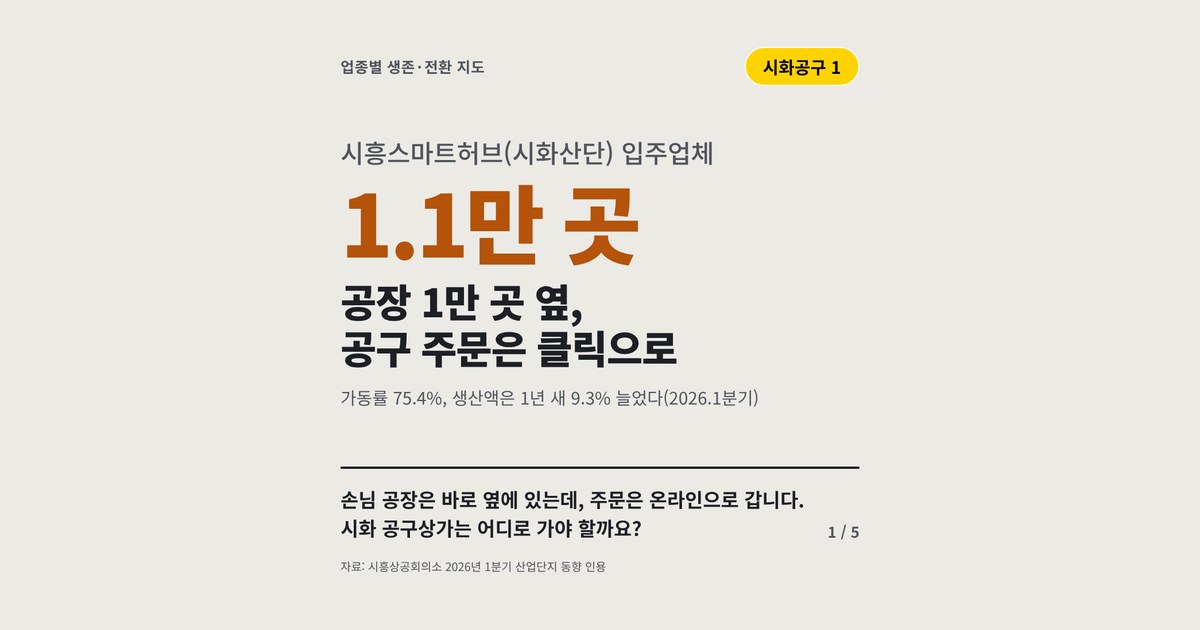 업종별 생존·전환 지도
시화공구 1
시흥스마트허브(시화산단) 입주업체
1.1만 곳
공장 1만 곳 옆,
공구 주문은 클릭으로
가동률 75.4%, 생산액은 1년 새 9.3% 늘었다(2026.1분기)
손님 공장은 바로 옆에 있는데, 주문은 온라인으로 갑니다.
시화 공구상가는 어디로 가야 할까요?
1 / 5
자료: 시흥상공회의소 2026년 1분기 산업단지 동향 인용